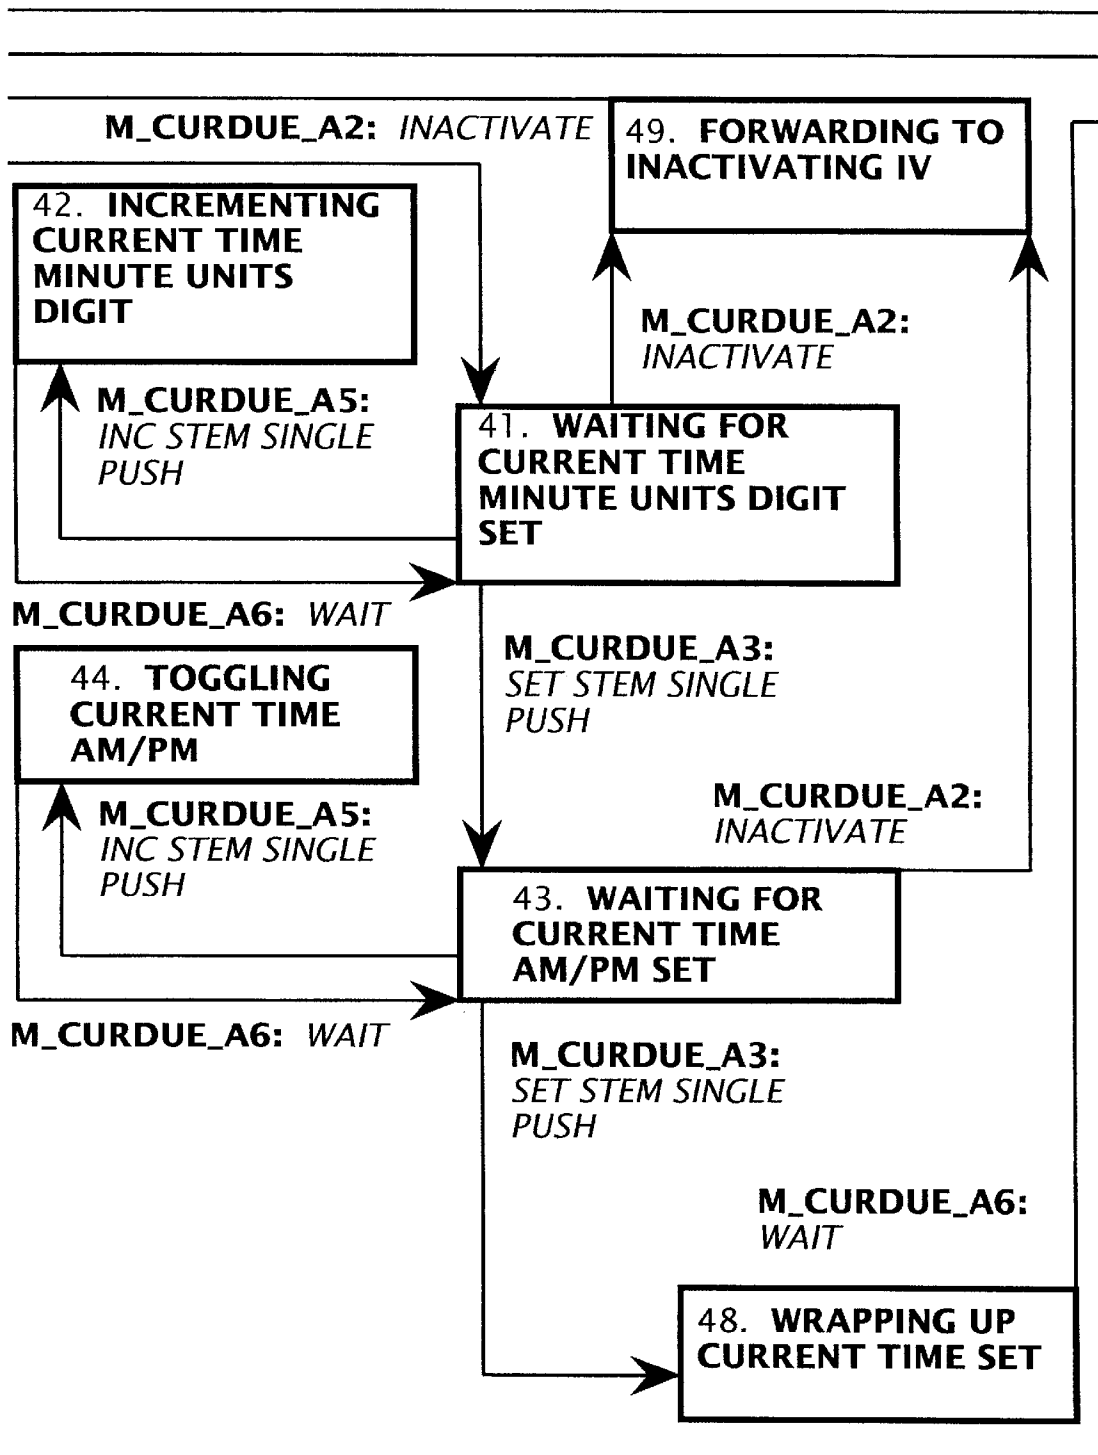 M_CURDUE_A2: INACTIVATE
49. FORWARDING TO
INACTIVATING IV
42. INCREMENTING
CURRENT TIME
MINUTE UNITS
DIGIT
M_CURDUE_A2:
INACTIVATE
M_CURDUE_A5:
INC STEM SINGLE
PUSH
41. WAITING FOR
CURRENT TIME
MINUTE UNITS DIGIT
SET
M_CURDUE_A6: WAIT
M_CURDUE_A3:
SET STEM SINGLE
PUSH
44. TOGGLING
CURRENT TIME
AM/PM
M_CURDUE_A2:
INACTIVATE
M_CURDUE_A5:
INC STEM SINGLE
PUSH
43. WAITING FOR
CURRENT TIME
AM/PM SET
M_CURDUE_A6: WAIT
M_CURDUE_A3:
SET STEM SINGLE
PUSH
M_CURDUE_A6:
WAIT
48. WRAPPING UP
CURRENT TIME SET